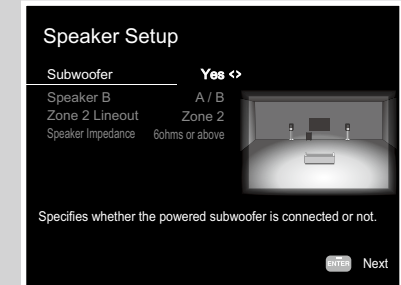 Speaker Setup
Subwoofer Yes <>
Speaker B A / B
Zone 2 Lineout Zone 2
Speaker Impedance 6ohms or above
Specifies whether the powered subwoofer is connected or not.
ENTER Next